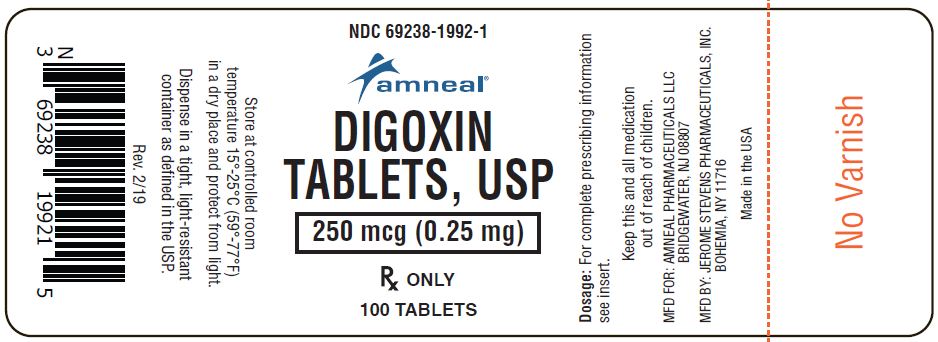 N
3 69238 19921 5
Rev. 2/19
Store at controlled room
temperature 15°-25°C (59°-77°F)
in a dry place and protect from light.
Dispense in a tight, light-resistant
container as defined in the USP.
NDC 69238-1992-1
amneal®
DIGOXIN
TABLETS, USP
250 mcg (0.25 mg)
Rx ONLY
100 TABLETS
Dosage: For complete prescribing information
see insert.
Keep this and all medication
out of reach of children.
MFD FOR: AMNEAL PHARMACEUTICALS LLC
BRIDGEWATER, NJ 08807
MFD BY: JEROME STEVENS PHARMACEUTICALS, INC.
BOHEMIA, NY 11716
Made in the USA
No Varnish